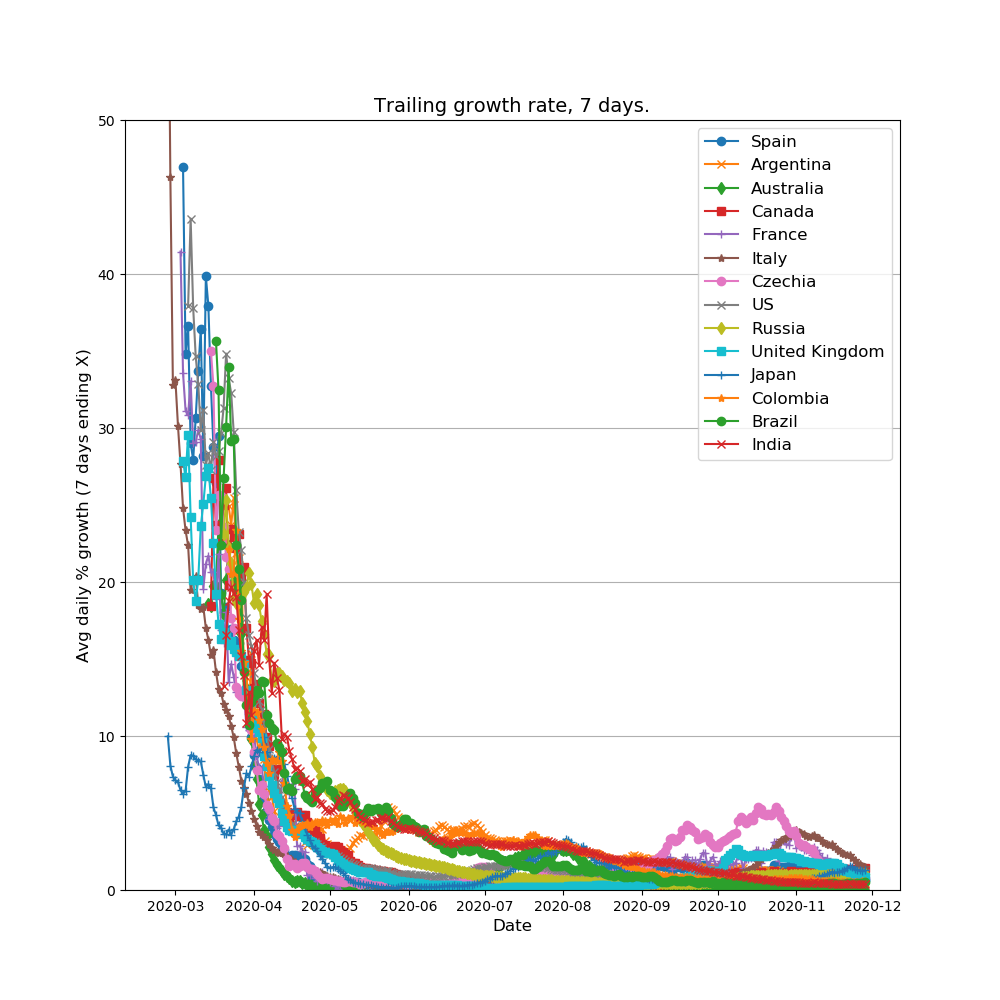 Trailing growth rate, 7 days.
50
40
30
20
10
0
Avg daily % growth (7 days ending X)
Spain
Argentina
Australia
Canada
France
Italy
Czechia
US
Russia
United Kingdom
Japan
Colombia
Brazil
India
2020-03 2020-04 2020-05 2020-06 2020-07 2020-08 2020-09 2020-10 2020-11 2020-12
Date